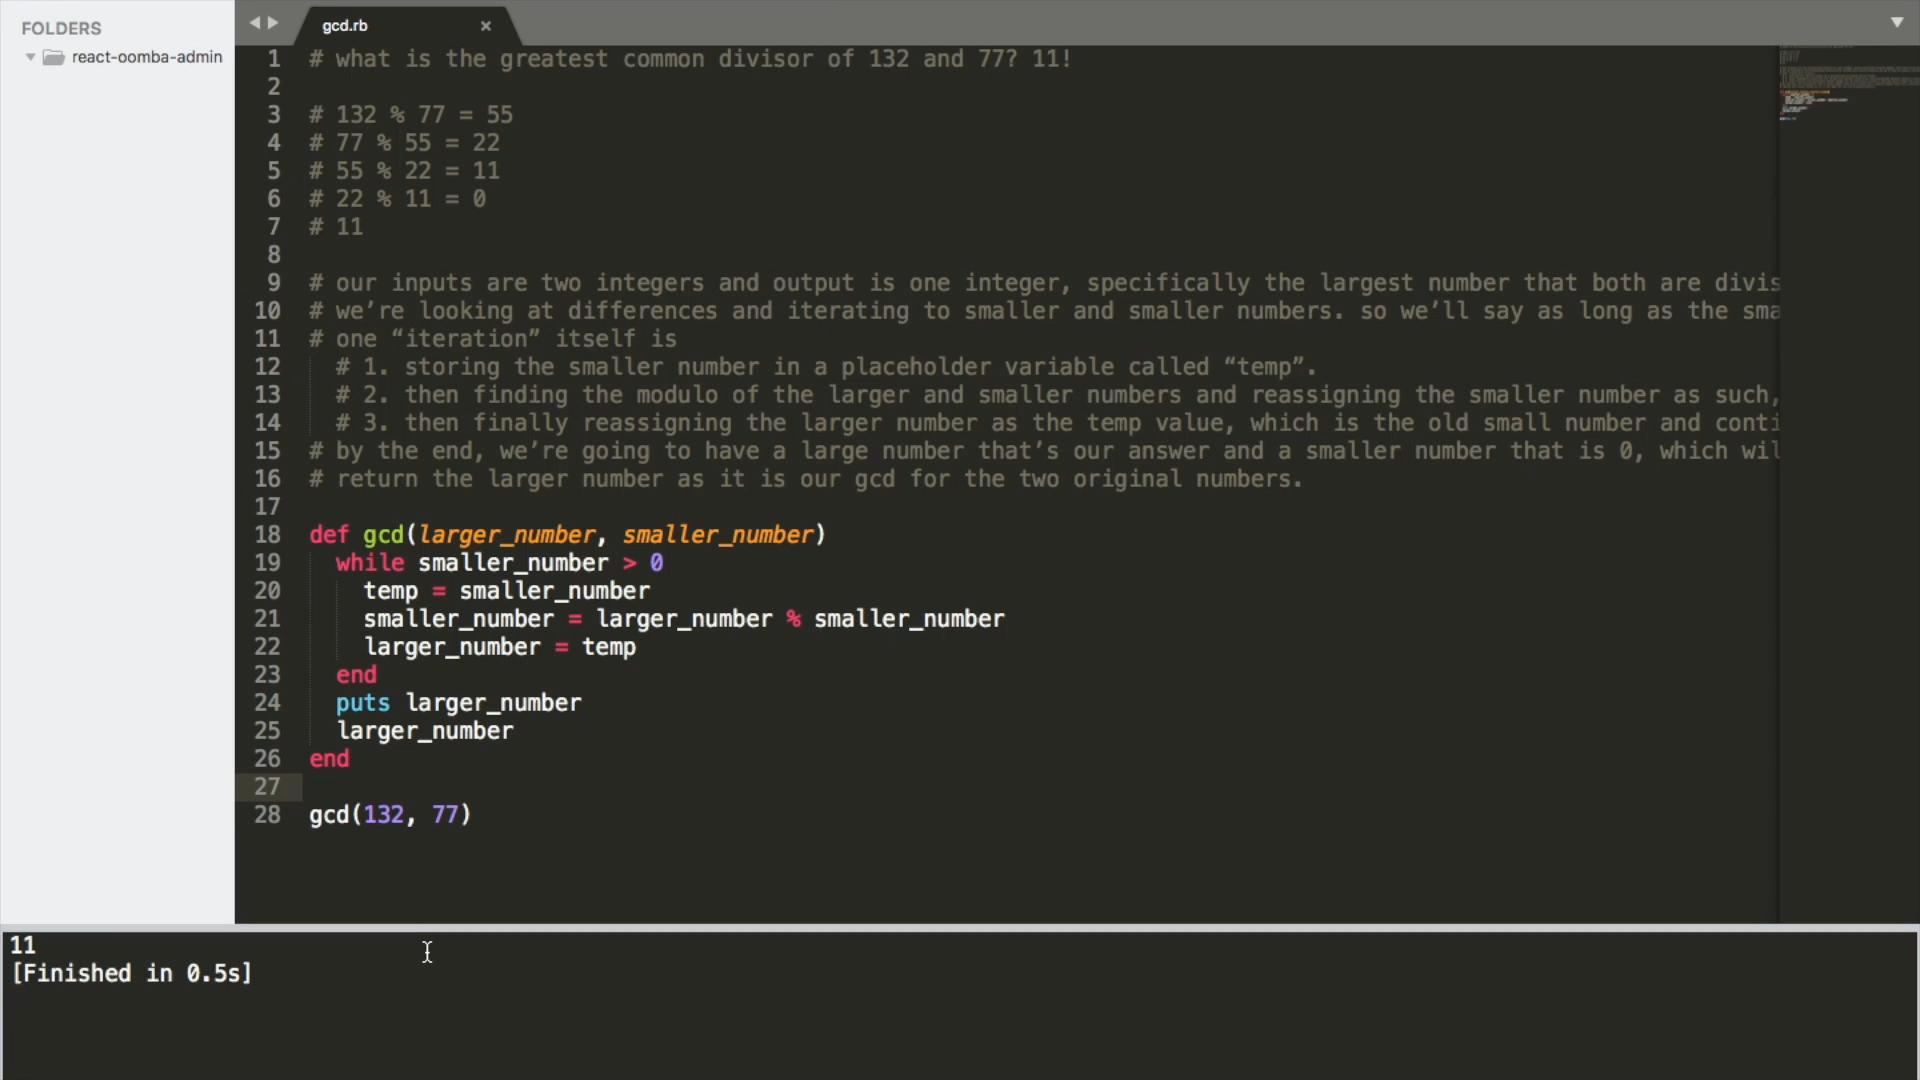 FOLDERS
react-oomba-admin
gcd.rb
1 # what is the greatest common divisor of 132 and 77? 11!
2
3 # 132 % 77 = 55
4 # 77 % 55 = 22
5 # 55 % 22 = 11
6 # 22 % 11 = 0
7 # 11
8
9 # our inputs are two integers and output is one integer, specifically the largest number that both are divis
10 # we’re looking at differences and iterating to smaller and smaller numbers. so we’ll say as long as the sma
11 # one “iteration” itself is
12 # 1. storing the smaller number in a placeholder variable called “temp”.
13 # 2. then finding the modulo of the larger and smaller numbers and reassigning the smaller number as such,
14 # 3. then finally reassigning the larger number as the temp value, which is the old small number and conti
15 # by the end, we’re going to have a large number that’s our answer and a smaller number that is 0, which wil
16 # return the larger number as it is our gcd for the two original numbers.
17
18 def gcd(larger_number, smaller_number)
19 while smaller_number > 0
20 temp = smaller_number
21 smaller_number = larger_number % smaller_number
22 larger_number = temp
23 end
24 puts larger_number
25 larger_number
26 end
27
28 gcd(132, 77)
11
[Finished in 0.5s]